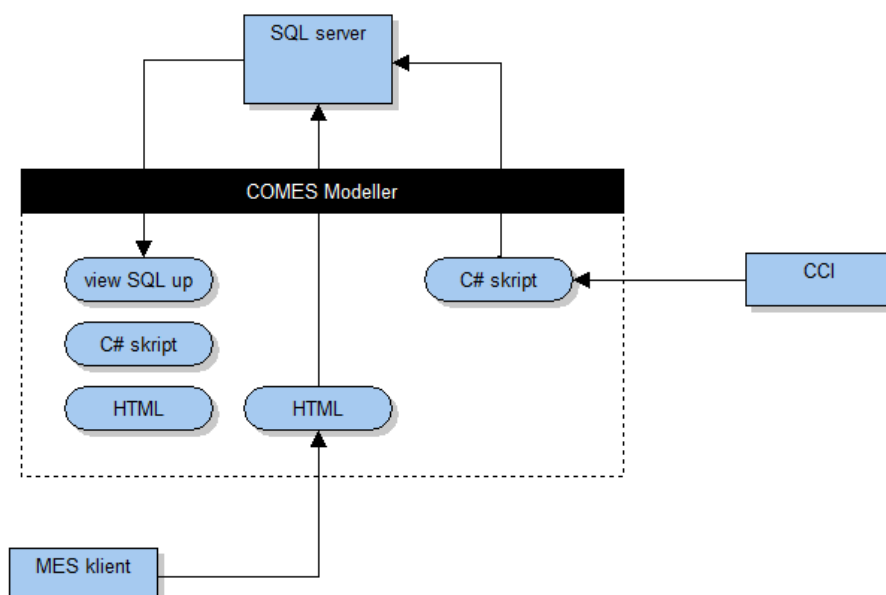 SQL server
COMES Modeller
view SQL up
C# skript
CCI
C# skript
HTML
HTML
MES klient